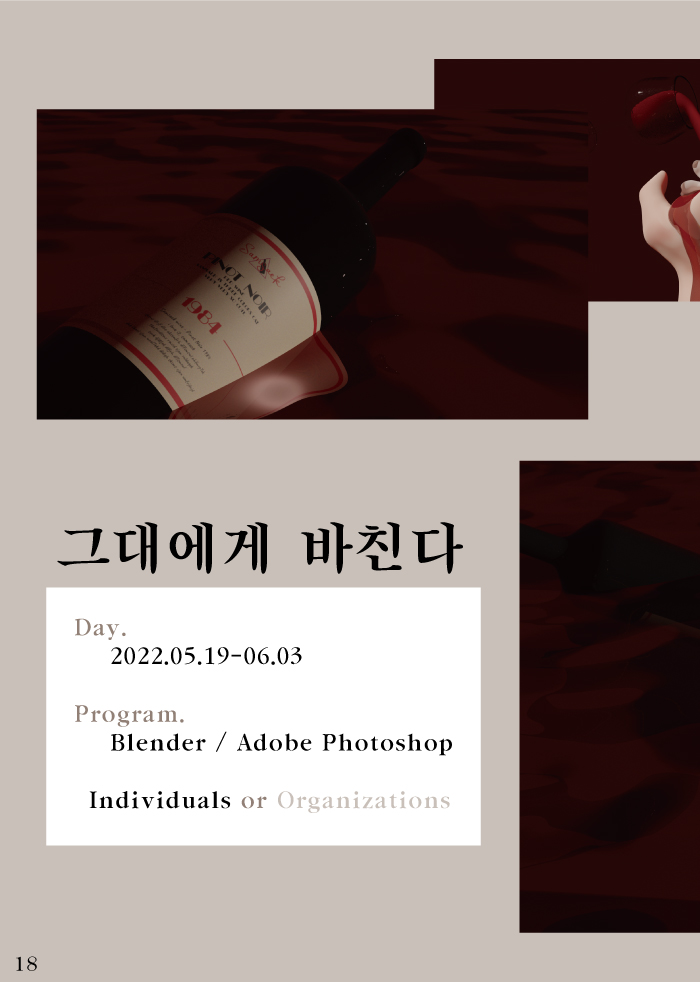 PINOT NOIR
1984
그대에게 바친다
Day.
2022.05.19-06.03
Program.
Blender / Adobe Photoshop
Individuals or Organizations
18